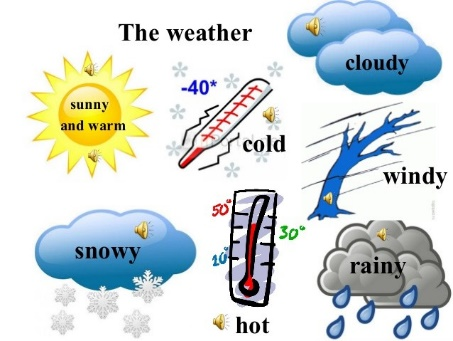 The weather
cloudy
sunny
and warm
-40*
cold
windy
snowy
50°
30°
10°
hot
rainy